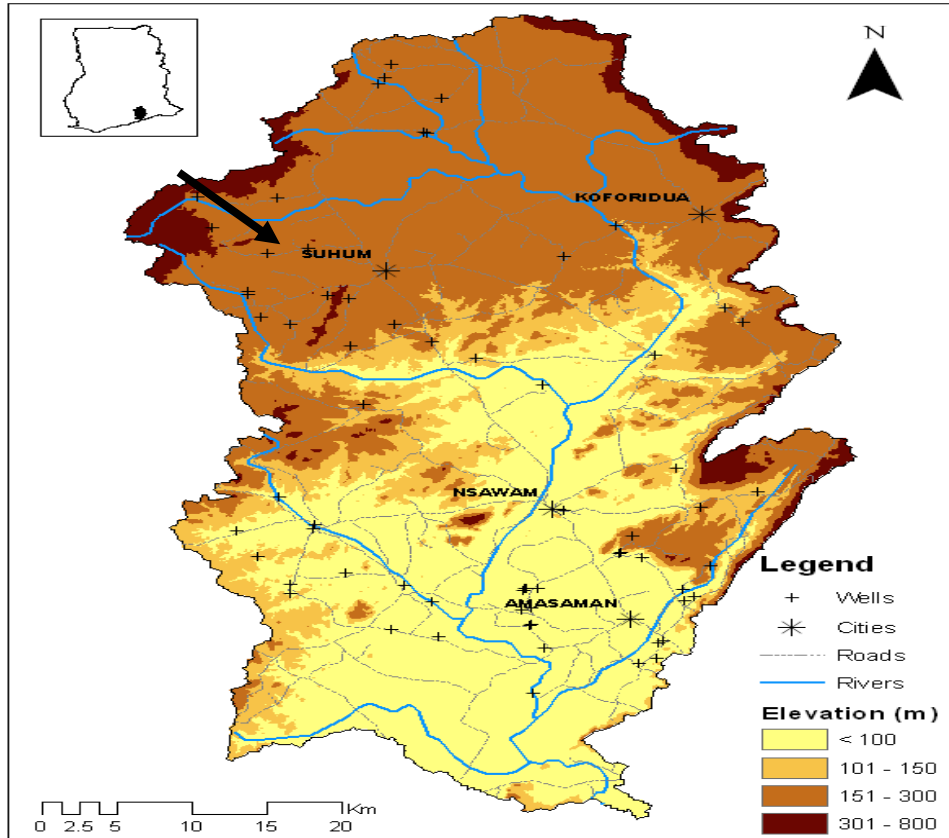 N
KOFORIDUA
SUHUM
NSAWAM
AMASAMAN
Legend
Wells
Cities
Roads
Rivers
Elevation (m)
< 100
101 - 150
151 - 300
301 - 800
Km
0 2.5 5 10 15 20